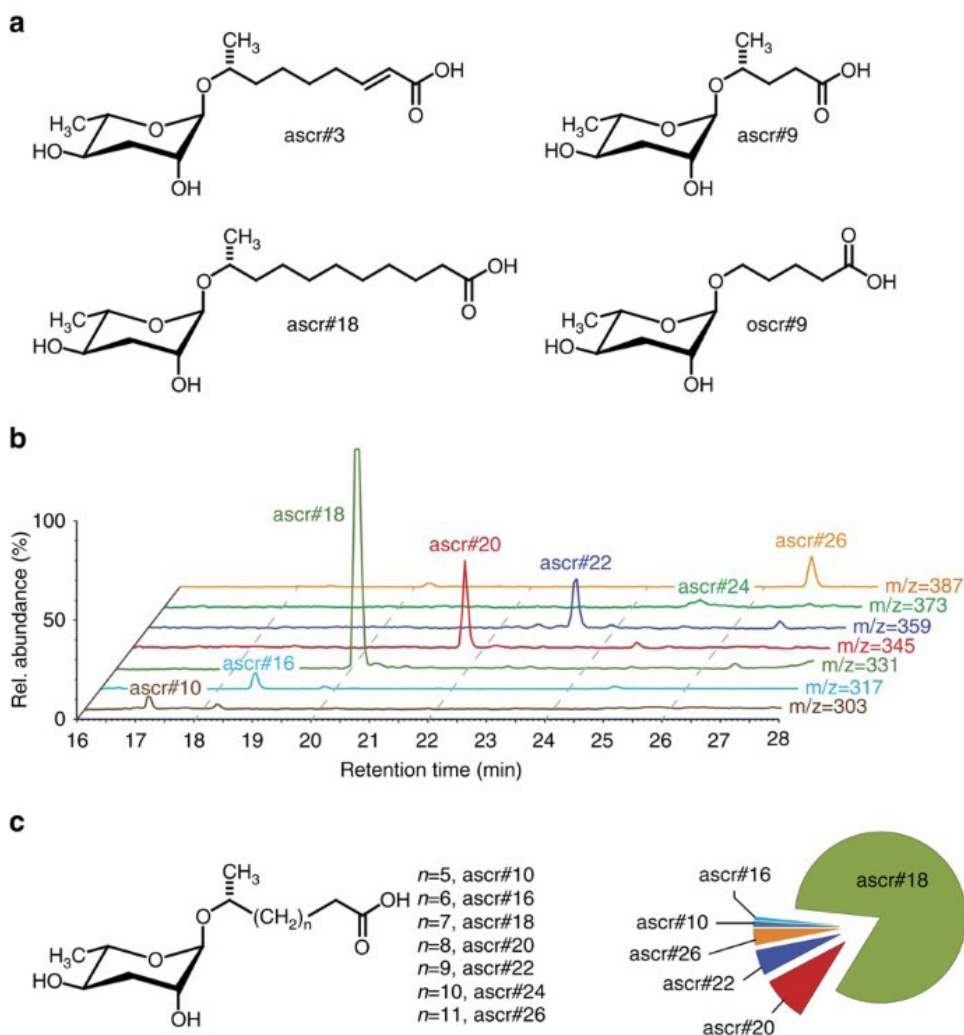 a
CH₃
OH
O
O
H₃C
O
HO
OH
ascr#3
CH₃
OH
O
O
H₃C
O
HO
OH
ascr#9
CH₃
OH
O
O
H₃C
O
HO
OH
ascr#18
O
O
OH
H₃C
O
HO
OH
oscr#9
b
100
50
0
Rel. abundance (%)
ascr#18
ascr#20
ascr#22
ascr#24
ascr#26
ascr#16
ascr#10
m/z=387
m/z=373
m/z=359
m/z=345
m/z=331
m/z=317
m/z=303
16 17 18 19 20 21 22 23 24 25 26 27 28
Retention time (min)
c
CH₃
OH
O
(CH₂)n
O
H₃C
O
HO
OH
n=5, ascr#10
n=6, ascr#16
n=7, ascr#18
n=8, ascr#20
n=9, ascr#22
n=10, ascr#24
n=11, ascr#26
ascr#18
ascr#16
ascr#10
ascr#26
ascr#22
ascr#20